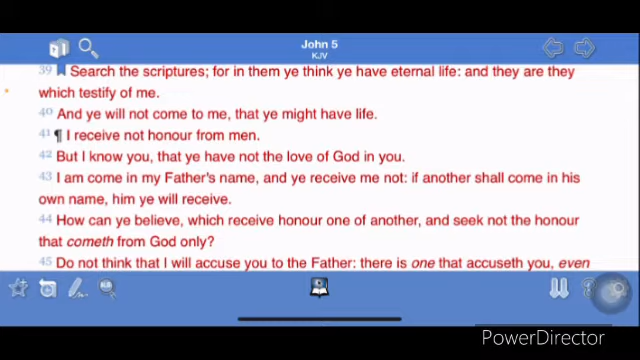 John 5
KJV
39 Search the scriptures; for in them ye think ye have eternal life: and they are they
which testify of me.
40 And ye will not come to me, that ye might have life.
41 ¶ I receive not honour from men.
42 But I know you, that ye have not the love of God in you.
43 I am come in my Father's name, and ye receive me not: if another shall come in his
own name, him ye will receive.
44 How can ye believe, which receive honour one of another, and seek not the honour
that cometh from God only?
45 Do not think that I will accuse you to the Father: there is one that accuseth you, even
PowerDirector